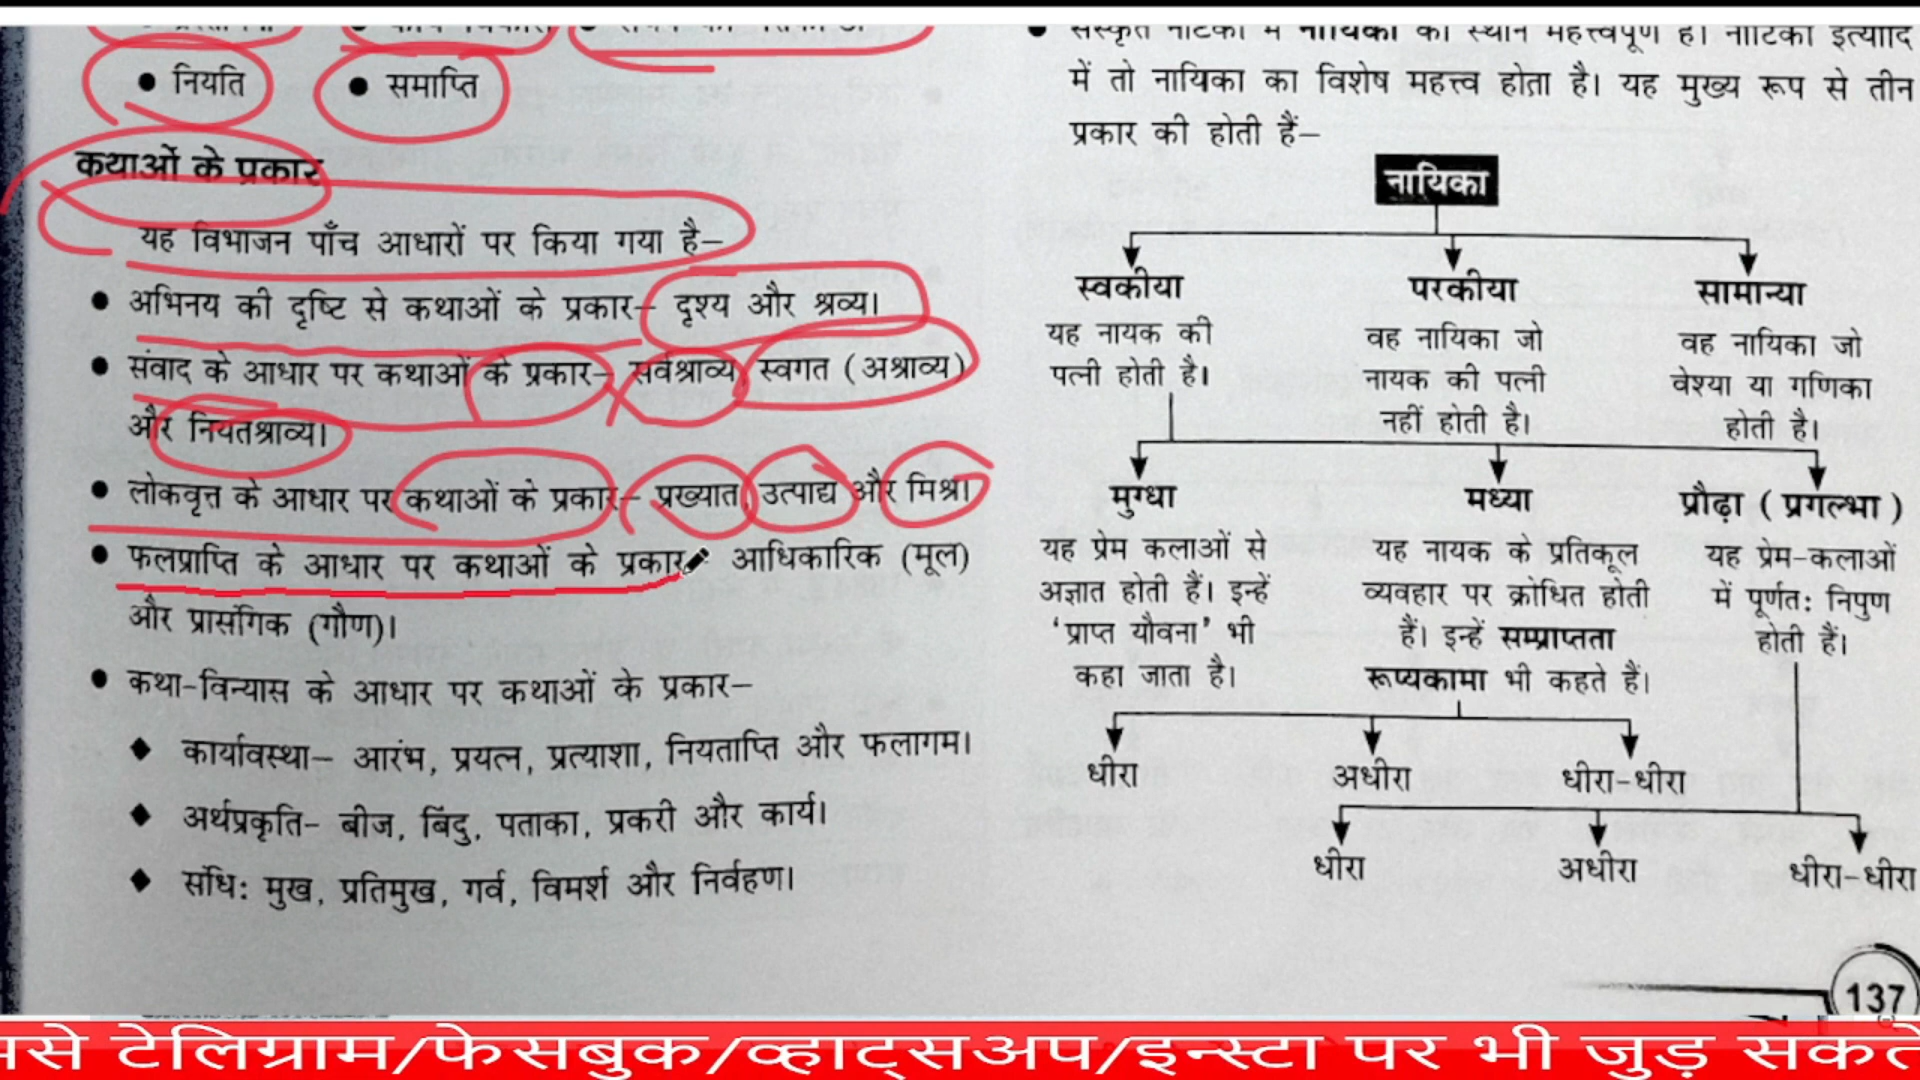 • नियति • समाप्ति
कथाओं के प्रकार
यह विभाजन पाँच आधारों पर किया गया है–
• अभिनय की दृष्टि से कथाओं के प्रकार– दृश्य और श्रव्य।
• संवाद के आधार पर कथाओं के प्रकार– सर्वश्राव्य, स्वगत (अश्राव्य)
और नियतश्राव्य।
• लोकवृत्त के आधार पर कथाओं के प्रकार– प्रख्यात, उत्पाद्य और मिश्र।
• फलप्राप्ति के आधार पर कथाओं के प्रकार आधिकारिक (मूल)
और प्रासंगिक (गौण)।
• कथा-विन्यास के आधार पर कथाओं के प्रकार–
♦ कार्यावस्था– आरंभ, प्रयत्न, प्रत्याशा, नियताप्ति और फलागम।
♦ अर्थप्रकृति– बीज, बिंदु, पताका, प्रकरी और कार्य।
♦ संधि: मुख, प्रतिमुख, गर्व, विमर्श और निर्वहण।
• संस्कृत नाटकों में नायिका का स्थान महत्त्वपूर्ण है। नाटिका इत्यादि
में तो नायिका का विशेष महत्त्व होता है। यह मुख्य रूप से तीन
प्रकार की होती हैं–
नायिका
स्वकीया परकीया सामान्या
यह नायक की वह नायिका जो वह नायिका जो
पत्नी होती है। नायक की पत्नी वेश्या या गणिका
नहीं होती है। होती है।
मुग्धा मध्या प्रौढ़ा (प्रगल्भा)
यह प्रेम कलाओं से यह नायक के प्रतिकूल यह प्रेम-कलाओं
अज्ञात होती हैं। इन्हें व्यवहार पर क्रोधित होती में पूर्णत: निपुण
‘प्राप्त यौवना’ भी हैं। इन्हें सम्प्राप्तता होती हैं।
कहा जाता है। रूप्यकामा भी कहते हैं।
धीरा अधीरा धीरा-धीरा
धीरा अधीरा धीरा-धीरा
137
टेलिग्राम/फेसबुक/व्हाट्सअप/इन्स्टा पर भी जुड़